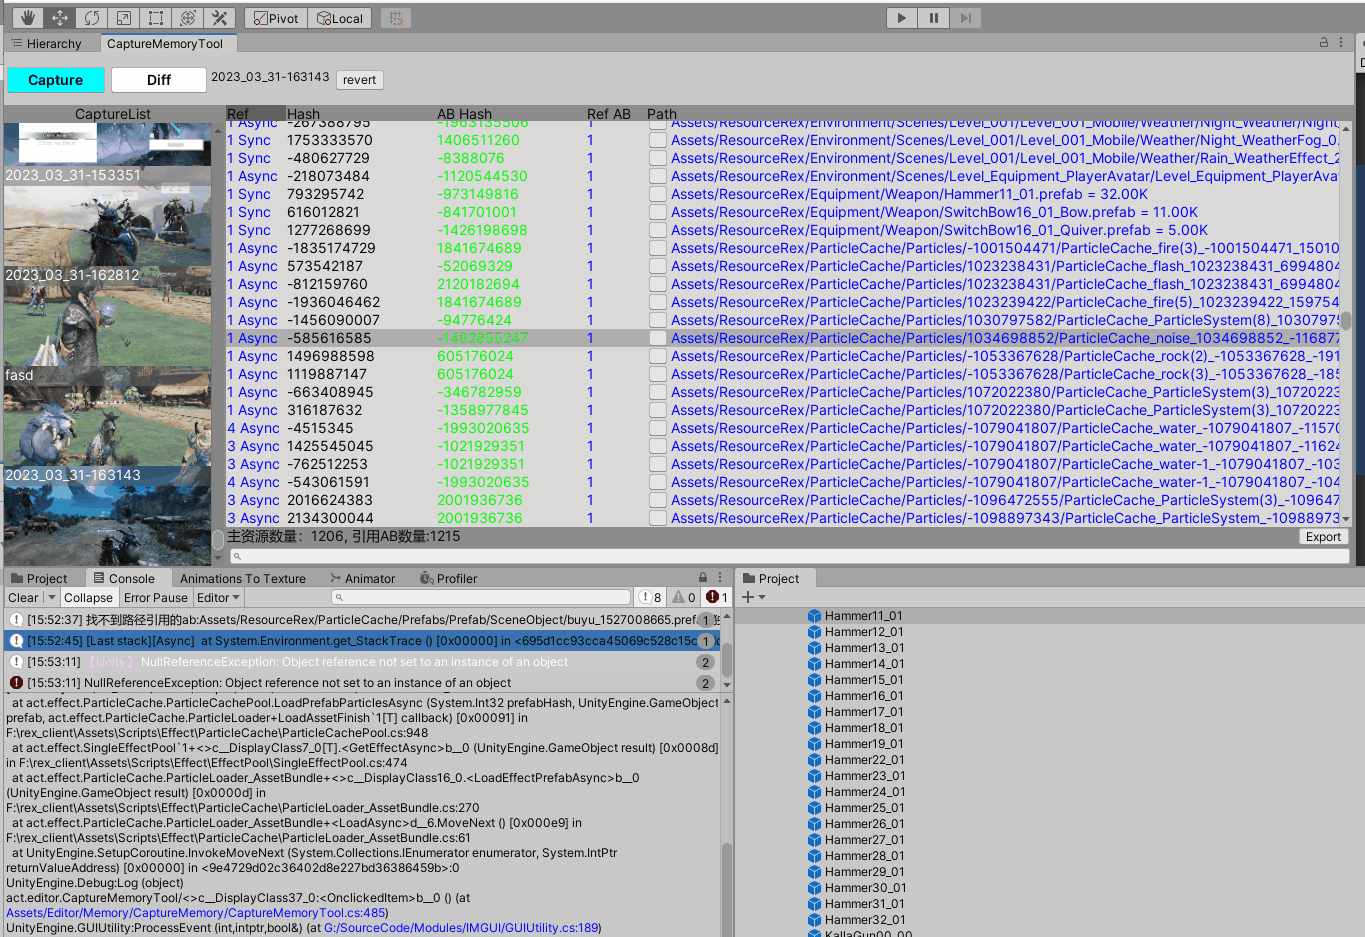 Pivot Local
Hierarchy CaptureMemoryTool
Capture Diff 2023_03_31-163143 revert
CaptureList
2023_03_31-153351
2023_03_31-162812
fasd
2023_03_31-163143
Ref Hash AB Hash Ref AB Path
1 Async -267388795 -1963135506 1 Assets/ResourceRex/Environment/Scenes/Level_001/Level_001_Mobile/Weather/Night_Weather/Night
1 Sync 1753333570 1406511260 1 Assets/ResourceRex/Environment/Scenes/Level_001/Level_001_Mobile/Weather/Night_WeatherFog_0.
1 Sync -480627729 -8388076 1 Assets/ResourceRex/Environment/Scenes/Level_001/Level_001_Mobile/Weather/Rain_WeatherEffect_2
1 Async -218073484 -1120544530 1 Assets/ResourceRex/Environment/Scenes/Level_Equipment_PlayerAvatar/Level_Equipment_PlayerAva
1 Sync 793295742 -973149816 1 Assets/ResourceRex/Equipment/Weapon/Hammer11_01.prefab = 32.00K
1 Sync 616012821 -841701001 1 Assets/ResourceRex/Equipment/Weapon/SwitchBow16_01_Bow.prefab = 11.00K
1 Sync 1277268699 -1426198698 1 Assets/ResourceRex/Equipment/Weapon/SwitchBow16_01_Quiver.prefab = 5.00K
1 Async -1835174729 1841674689 1 Assets/ResourceRex/ParticleCache/Particles/-1001504471/ParticleCache_fire(3)_-1001504471_15010
1 Async 573542187 -52069329 1 Assets/ResourceRex/ParticleCache/Particles/1023238431/ParticleCache_flash_1023238431_6994804
1 Async -812159760 2120182694 1 Assets/ResourceRex/ParticleCache/Particles/1023238431/ParticleCache_flash_1023238431_6994804
1 Async -1936046462 1841674689 1 Assets/ResourceRex/ParticleCache/Particles/1023239422/ParticleCache_fire(5)_1023239422_159754
1 Async -1456090007 -94776424 1 Assets/ResourceRex/ParticleCache/Particles/1030797582/ParticleCache_ParticleSystem(8)_10307975
1 Async -585616585 -1492855247 1 Assets/ResourceRex/ParticleCache/Particles/1034698852/ParticleCache_noise_1034698852_-116877
1 Async 1496988598 605176024 1 Assets/ResourceRex/ParticleCache/Particles/-1053367628/ParticleCache_rock(2)_-1053367628_-191
1 Async 1119887147 605176024 1 Assets/ResourceRex/ParticleCache/Particles/-1053367628/ParticleCache_rock(3)_-1053367628_-185
1 Async -663408945 -346782959 1 Assets/ResourceRex/ParticleCache/Particles/1072022380/ParticleCache_ParticleSystem(3)_1072022
1 Async 316187632 -1358977845 1 Assets/ResourceRex/ParticleCache/Particles/1072022380/ParticleCache_ParticleSystem(3)_10720223
4 Async -4515345 -1993020635 1 Assets/ResourceRex/ParticleCache/Particles/-1079041807/ParticleCache_water_-1079041807_-11570
3 Async 1425545045 -1021929351 1 Assets/ResourceRex/ParticleCache/Particles/-1079041807/ParticleCache_water_-1079041807_-11624
3 Async -762512253 -1021929351 1 Assets/ResourceRex/ParticleCache/Particles/-1079041807/ParticleCache_water-1_-1079041807_-103
4 Async -543061591 -1993020635 1 Assets/ResourceRex/ParticleCache/Particles/-1079041807/ParticleCache_water-1_-1079041807_-104
3 Async 2016624383 2001936736 1 Assets/ResourceRex/ParticleCache/Particles/-1096472555/ParticleCache_ParticleSystem(3)_-109647
3 Async 2134300044 2001936736 1 Assets/ResourceRex/ParticleCache/Particles/-1098897343/ParticleCache_ParticleSystem_-10988973
主资源数量：1206, 引用AB数量:1215 Export
Project Console Animations To Texture Animator Profiler
Clear Collapse Error Pause Editor 8 0 1
[15:52:37] 找不到路径引用的ab:Assets/ResourceRex/ParticleCache/Prefabs/Prefab/SceneObject/buyu_1527008665.prefa 1
[15:52:45] [Last stack][Async] at System.Environment.get_StackTrace () [0x00000] in <695d1cc93cca45069c528c15c 1
[15:53:11] 【Unity】 NullReferenceException: Object reference not set to an instance of an object 2
[15:53:11] NullReferenceException: Object reference not set to an instance of an object 2
at act.effect.ParticleCache.ParticleCachePool.LoadPrefabParticlesAsync (System.Int32 prefabHash, UnityEngine.GameObject
prefab, act.effect.ParticleCache.ParticleLoader+LoadAssetFinish`1[T] callback) [0x00091] in
F:\rex_client\Assets\Scripts\Effect\ParticleCache\ParticleCachePool.cs:948
at act.effect.SingleEffectPool`1+<>c__DisplayClass7_0[T].<GetEffectAsync>b__0 (UnityEngine.GameObject result) [0x0008d]
in F:\rex_client\Assets\Scripts\Effect\EffectPool\SingleEffectPool.cs:474
at act.effect.ParticleCache.ParticleLoader_AssetBundle+<>c__DisplayClass16_0.<LoadEffectPrefabAsync>b__0
(UnityEngine.GameObject result) [0x0000d] in
F:\rex_client\Assets\Scripts\Effect\ParticleCache\ParticleLoader_AssetBundle.cs:270
at act.effect.ParticleCache.ParticleLoader_AssetBundle+<LoadAsync>d__6.MoveNext () [0x000e9] in
F:\rex_client\Assets\Scripts\Effect\ParticleCache\ParticleLoader_AssetBundle.cs:61
at UnityEngine.SetupCoroutine.InvokeMoveNext (System.Collections.IEnumerator enumerator, System.IntPtr
returnValueAddress) [0x00000] in <9e4729d02c36402d8e227bd36386459b>:0
UnityEngine.Debug:Log (object)
act.editor.CaptureMemoryTool/<>c__DisplayClass37_0:<OnclickedItem>b__0 () (at
Assets/Editor/Memory/CaptureMemory/CaptureMemoryTool.cs:485)
UnityEngine.GUIUtility:ProcessEvent (int,intptr,bool&) (at G:/SourceCode/Modules/IMGUI/GUIUtility.cs:189)
Project
Hammer11_01
Hammer12_01
Hammer13_01
Hammer14_01
Hammer15_01
Hammer16_01
Hammer17_01
Hammer18_01
Hammer19_01
Hammer22_01
Hammer23_01
Hammer24_01
Hammer25_01
Hammer26_01
Hammer27_01
Hammer28_01
Hammer29_01
Hammer30_01
Hammer31_01
Hammer32_01
KallaGun00_00